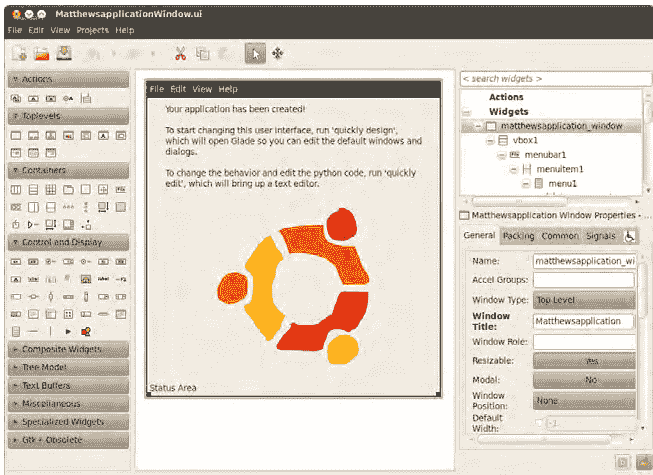 MatthewsapplicationWindow.ui
File Edit View Projects Help
Actions
Toplevels
Containers
Control and Display
Composite Widgets
Tree Model
Text Buffers
Miscellaneous
Specialized Widgets
Gtk+ Obsolete
File Edit View Help
Your application has been created!
To start changing this user interface, run 'quickly design',
which will open Glade so you can edit the default windows and
dialogs.
To change the behavior and edit the python code, run 'quickly
edit', which will bring up a text editor.
Status Area
< search widgets >
Actions
Widgets
matthewsapplication_window
vbox1
menubar1
menuitem1
menu1
Matthewsapplication Window Properties - ...
General Packing Common Signals
Name: matthewsapplication_wi
Accel Groups:
Window Type: Top Level
Window Title: Matthewsapplication
Window Role:
Resizable: Yes
Modal: No
Window Position: None
Default Width: -1